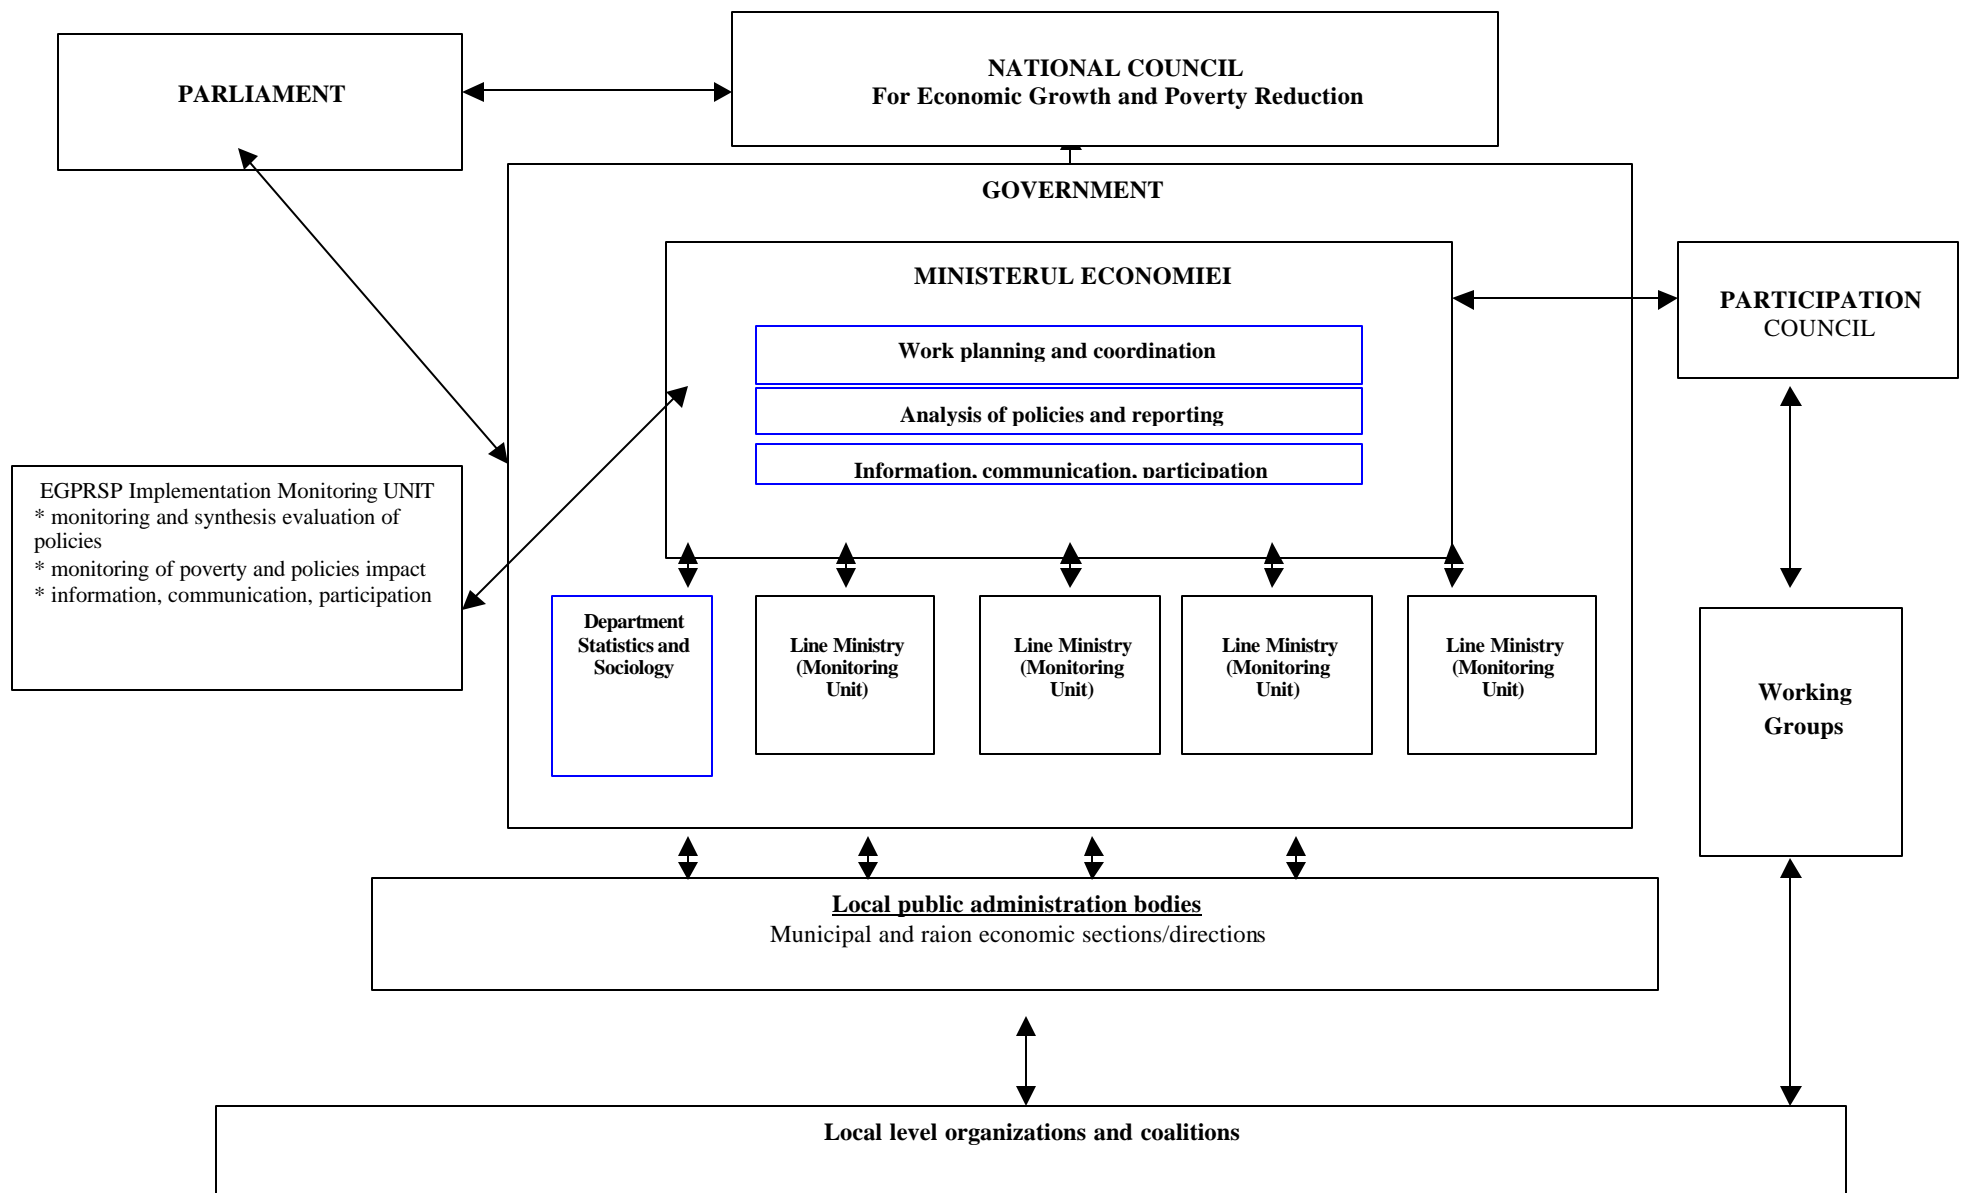 PARLIAMENT
NATIONAL COUNCIL
For Economic Growth and Poverty Reduction
GOVERNMENT
MINISTERUL ECONOMIEI
Work planning and coordination
Analysis of policies and reporting
Information, communication, participation
PARTICIPATION
COUNCIL
EGPRSP Implementation Monitoring UNIT
* monitoring and synthesis evaluation of
policies
* monitoring of poverty and policies impact
* information, communication, participation
Department
Statistics and
Sociology
Line Ministry
(Monitoring
Unit)
Line Ministry
(Monitoring
Unit)
Line Ministry
(Monitoring
Unit)
Line Ministry
(Monitoring
Unit)
Working
Groups
Local public administration bodies
Municipal and raion economic sections/directions
Local level organizations and coalitions